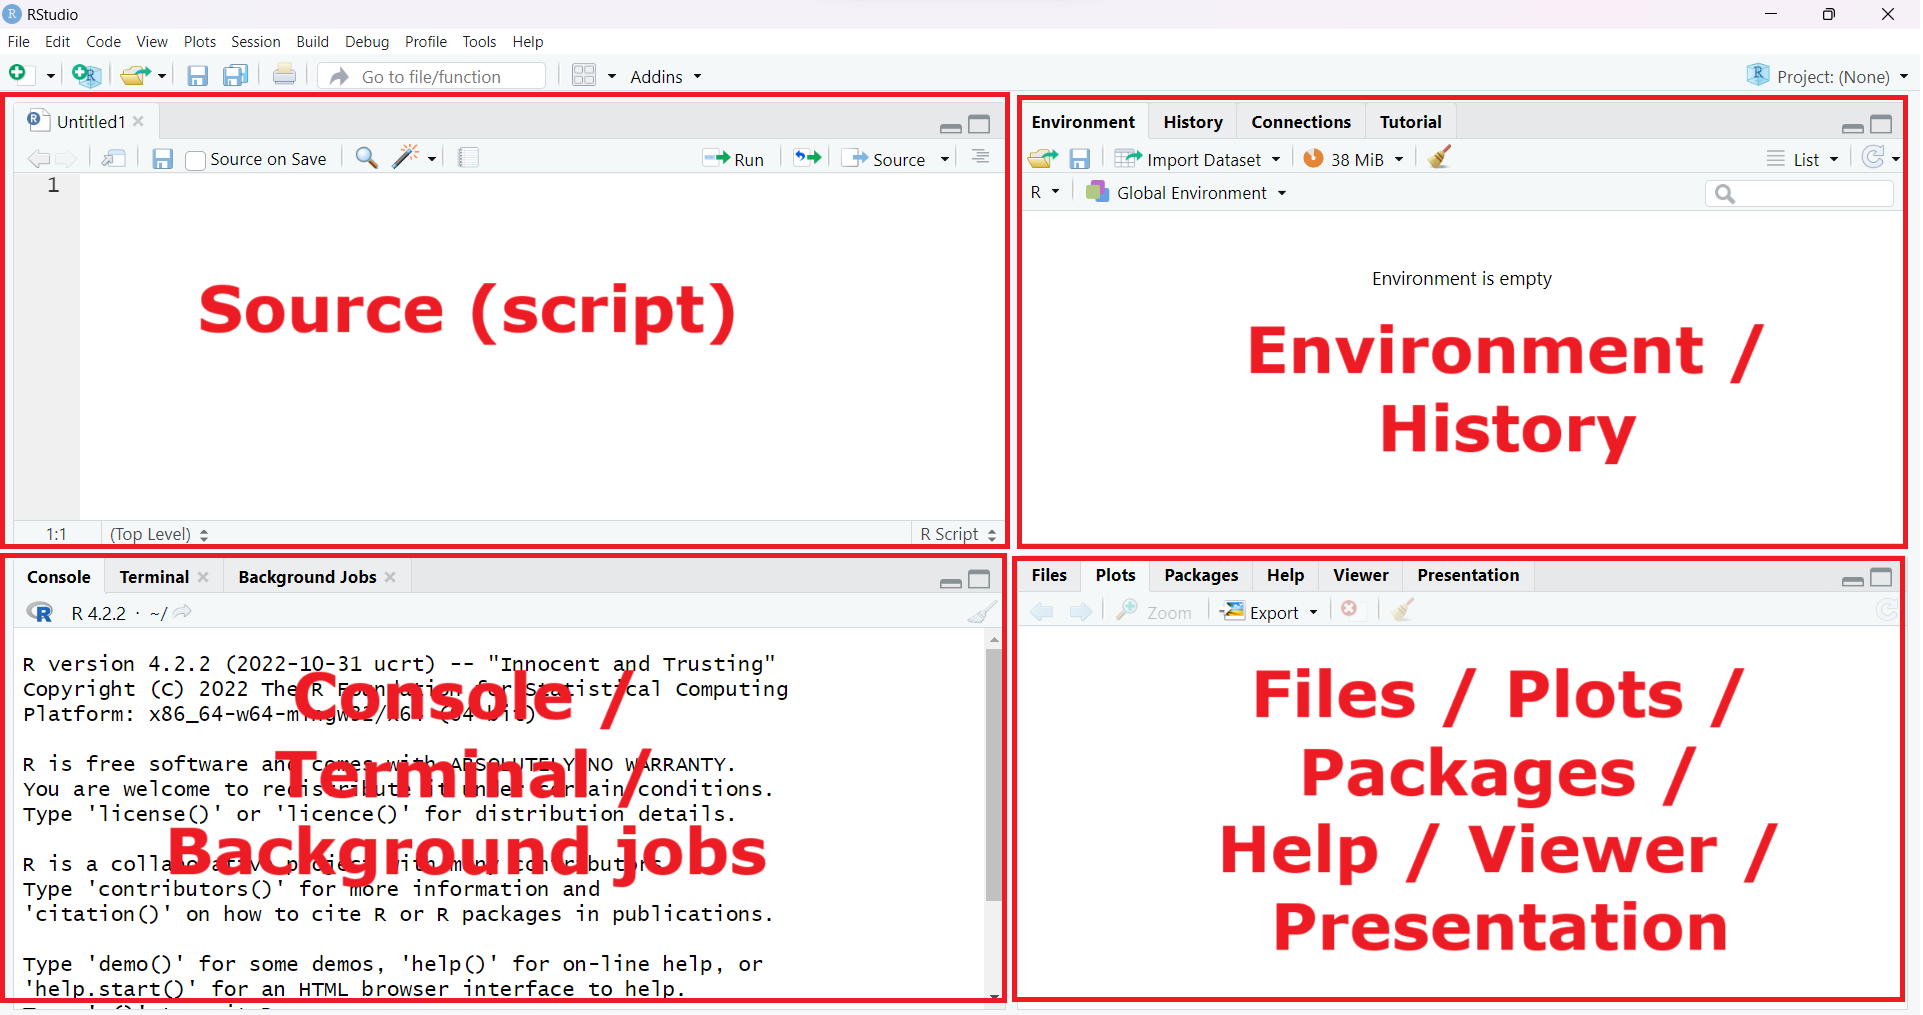 RStudio
File Edit Code View Plots Session Build Debug Profile Tools Help
Go to file/function Addins Project: (None)
Untitled1
Source on Save Run Source
1
Source (script)
1:1 (Top Level) R Script
Environment History Connections Tutorial
Import Dataset 38 MiB List
R Global Environment
Environment is empty
Environment /
History
Console Terminal Background Jobs
R 4.2.2 · ~/
R version 4.2.2 (2022-10-31 ucrt) -- "Innocent and Trusting"
Copyright (C) 2022 The R Foundation for Statistical Computing
Platform: x86_64-w64-mingw32/x64 (64-bit)
R is free software and comes with ABSOLUTELY NO WARRANTY.
You are welcome to redistribute it under certain conditions.
Type 'license()' or 'licence()' for distribution details.
R is a collaborative project with many contributors.
Type 'contributors()' for more information and
'citation()' on how to cite R or R packages in publications.
Type 'demo()' for some demos, 'help()' for on-line help, or
'help.start()' for an HTML browser interface to help.
Console /
Terminal /
Background jobs
Files Plots Packages Help Viewer Presentation
Zoom Export
Files / Plots /
Packages /
Help / Viewer /
Presentation